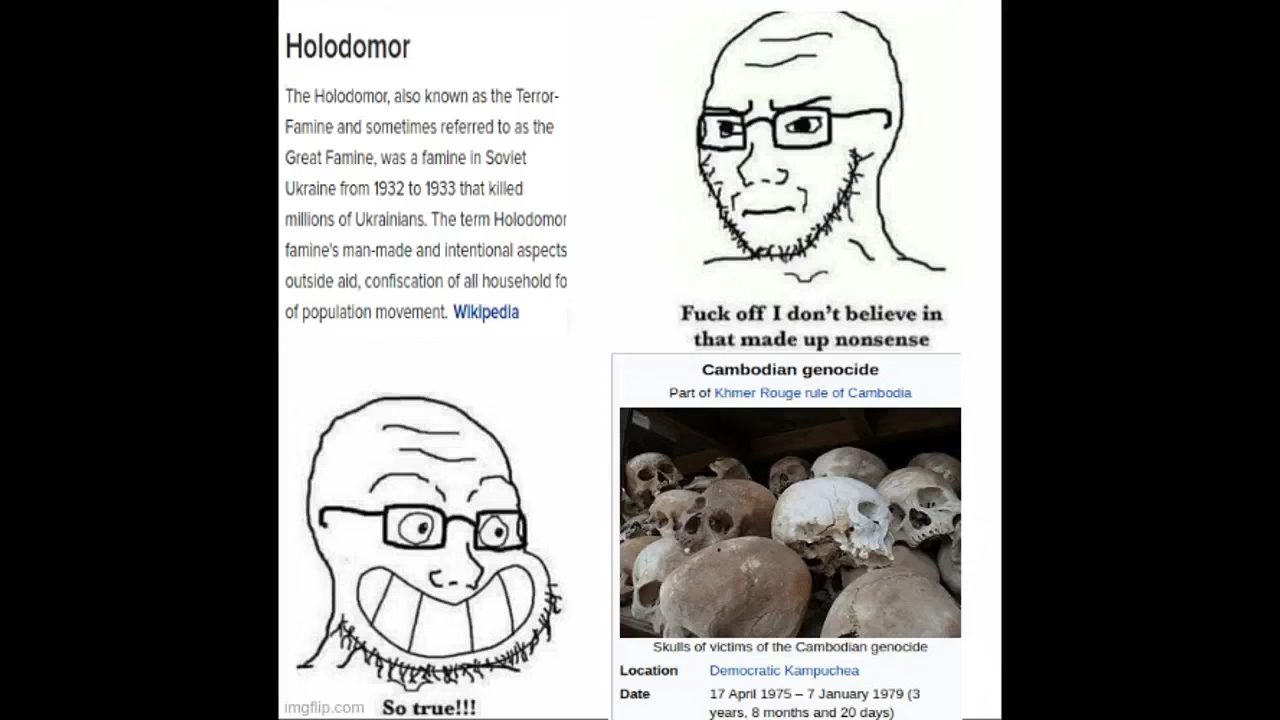 Holodomor
The Holodomor, also known as the Terror-
Famine and sometimes referred to as the
Great Famine, was a famine in Soviet
Ukraine from 1932 to 1933 that killed
millions of Ukrainians. The term Holodomor
famine's man-made and intentional aspects
outside aid, confiscation of all household fo
of population movement. Wikipedia
Fuck off I don't believe in
that made up nonsense
Cambodian genocide
Part of Khmer Rouge rule of Cambodia
Skulls of victims of the Cambodian genocide
Location Democratic Kampuchea
Date 17 April 1975 – 7 January 1979 (3
years, 8 months and 20 days)
So true!!!
imgflip.com